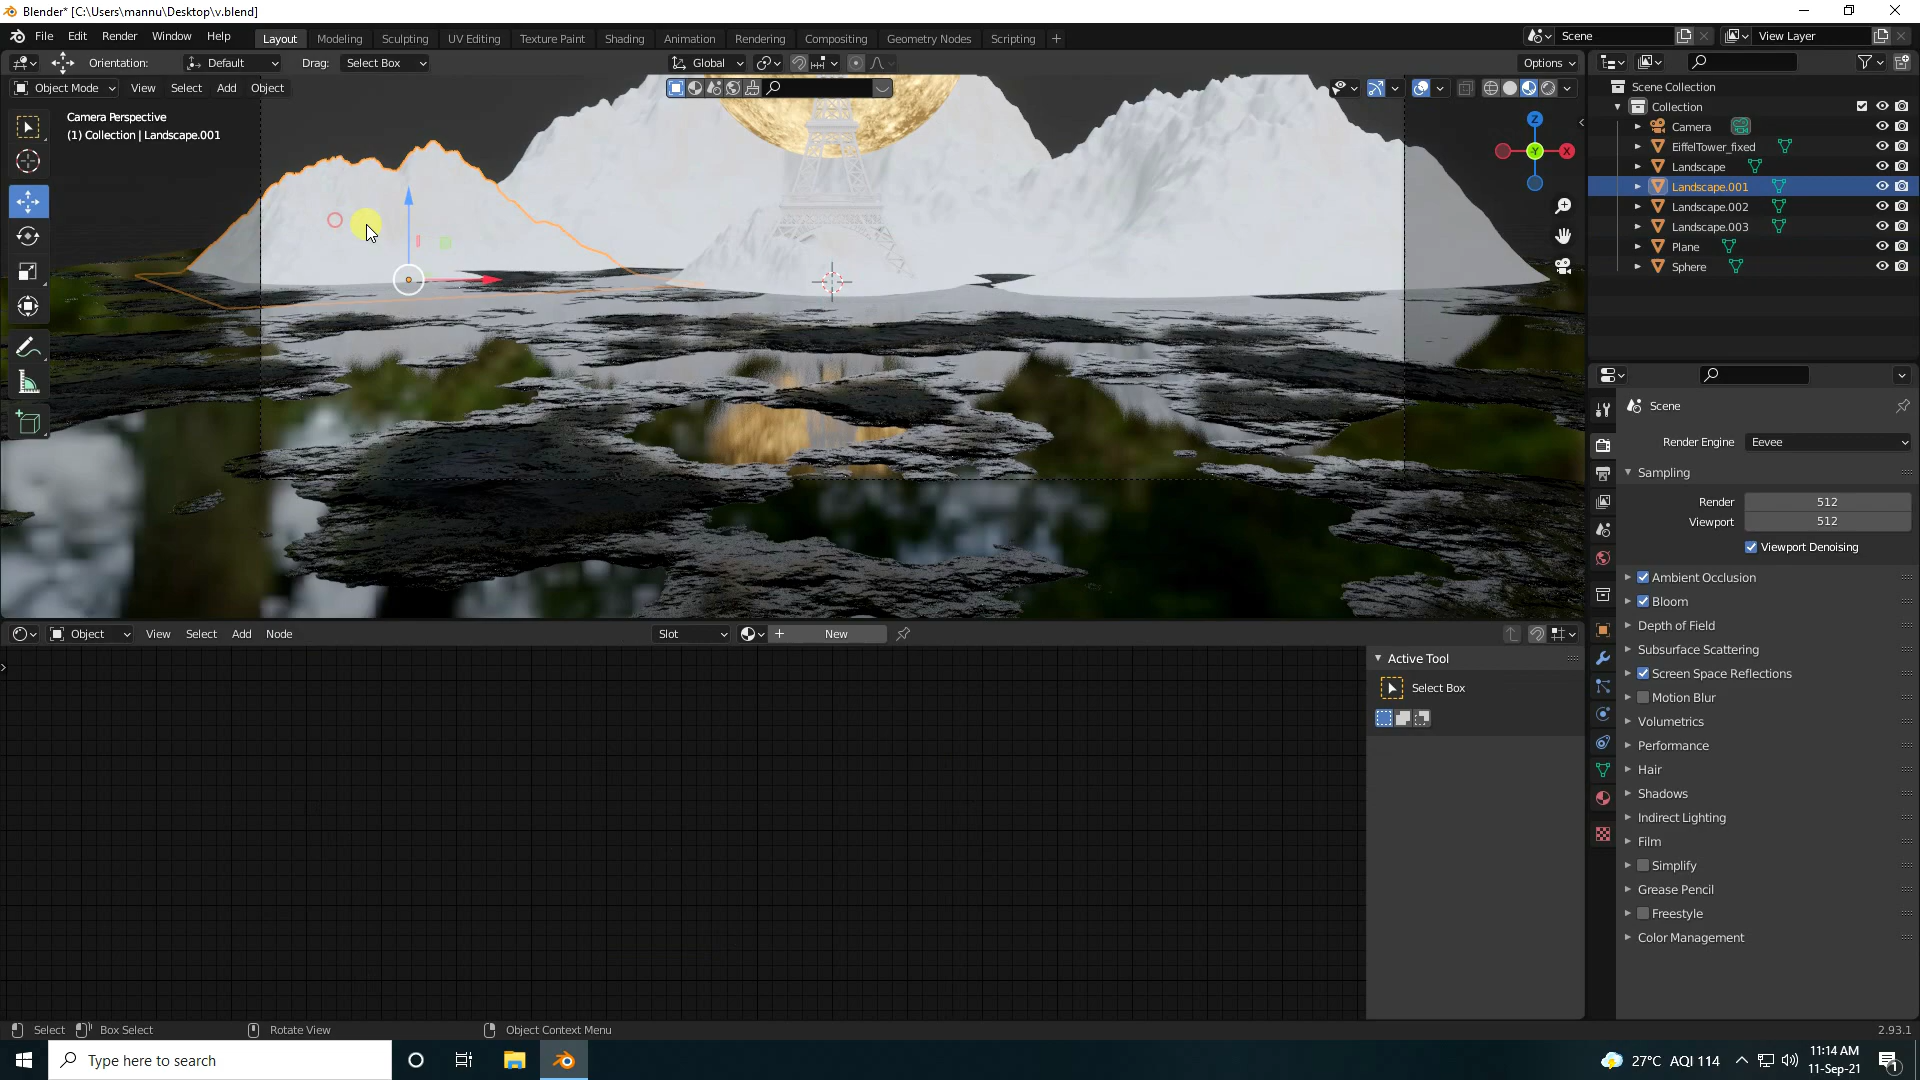 Blender* [C:\Users\mannu\Desktop\v.blend]
File Edit Render Window Help
Layout Modeling Sculpting UV Editing Texture Paint Shading Animation Rendering Compositing Geometry Nodes Scripting +
Scene
View Layer
Orientation: Default Drag: Select Box
Global
Options
Object Mode View Select Add Object
Camera Perspective
(1) Collection | Landscape.001
Z
Y
X
Scene Collection
Collection
Camera
EiffelTower_fixed
Landscape
Landscape.001
Landscape.002
Landscape.003
Plane
Sphere
Scene
Render Engine Eevee
Sampling
Render 512
Viewport 512
Viewport Denoising
Ambient Occlusion
Bloom
Depth of Field
Subsurface Scattering
Screen Space Reflections
Motion Blur
Volumetrics
Performance
Hair
Shadows
Indirect Lighting
Film
Simplify
Grease Pencil
Freestyle
Color Management
Object View Select Add Node
Slot
New
Active Tool
Select Box
Select Box Select Rotate View Object Context Menu
2.93.1
Type here to search
27°C AQI 114
11:14 AM
11-Sep-21
1